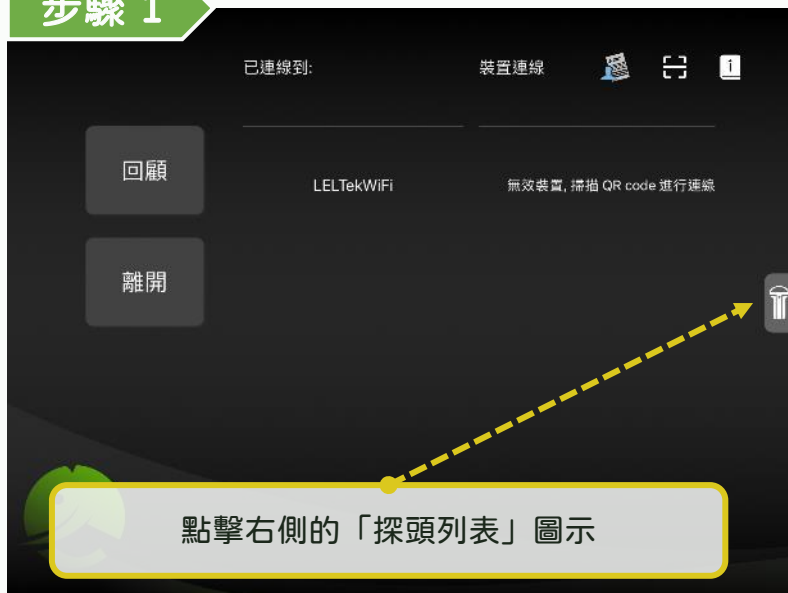 步驟 1
已連線到:
裝置連線
i
回顧
LELTekWiFi
無效裝置, 掃描 QR code 進行連線
離開
點擊右側的「探頭列表」圖示